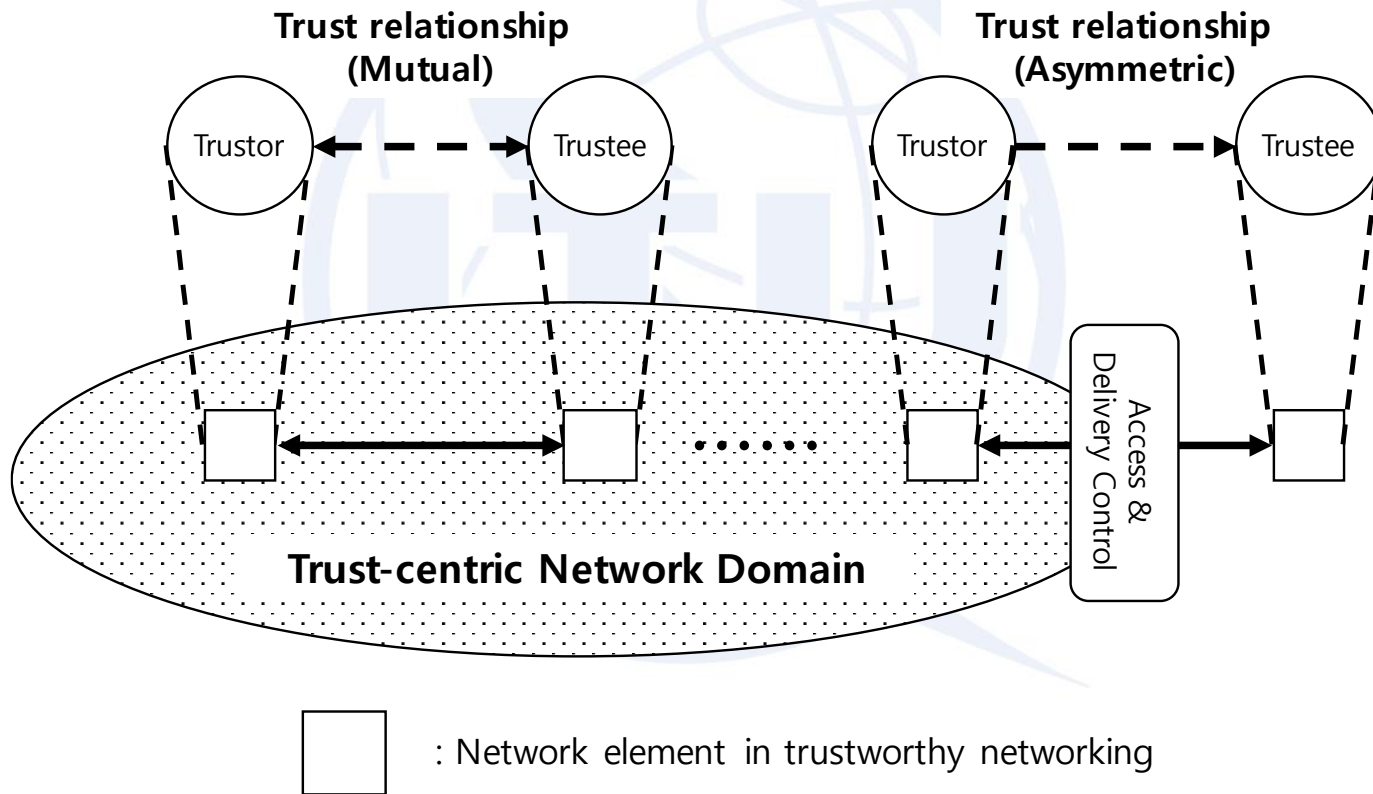 Trust relationship
(Mutual)
Trust relationship
(Asymmetric)
Trustor
Trustee
Trustor
Trustee
Access &
Delivery Control
Trust-centric Network Domain
: Network element in trustworthy networking
ITU